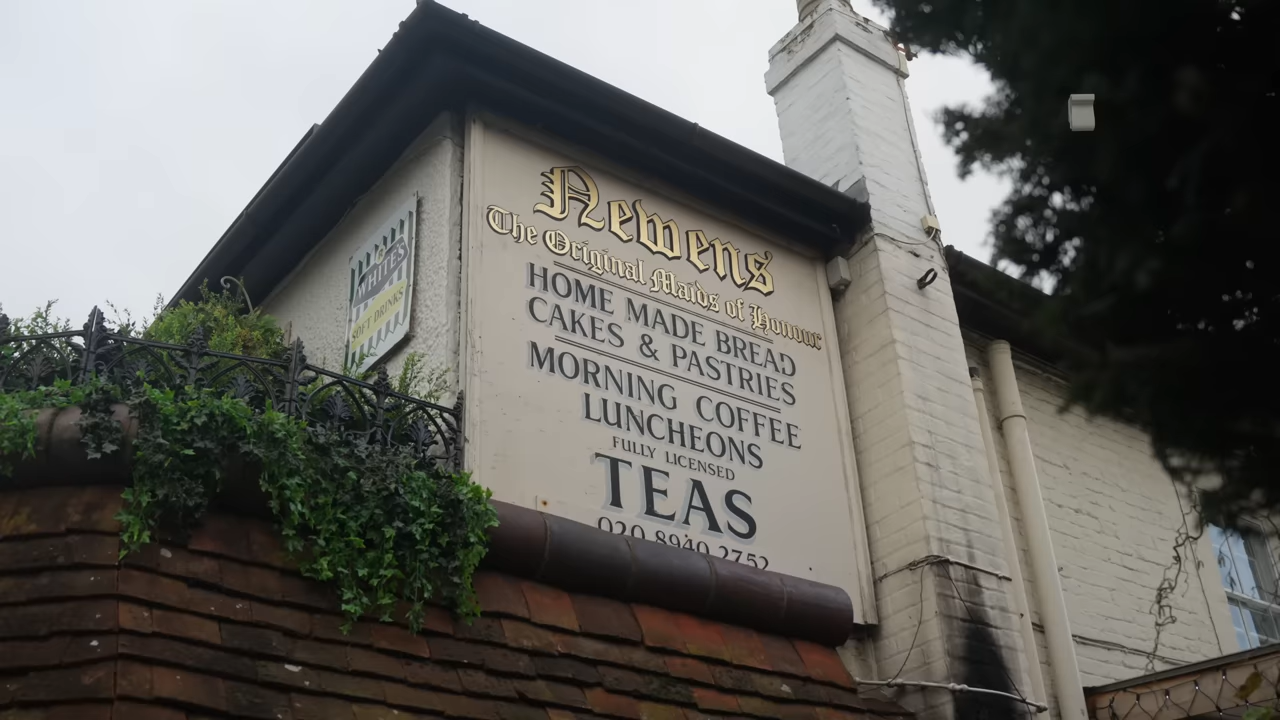 Newens
The Original Maids of Honour
HOME MADE BREAD
CAKES & PASTRIES
MORNING COFFEE
LUNCHEONS
FULLY LICENSED
TEAS
020 8940 2752
WHITE'S
SOFT DRINKS